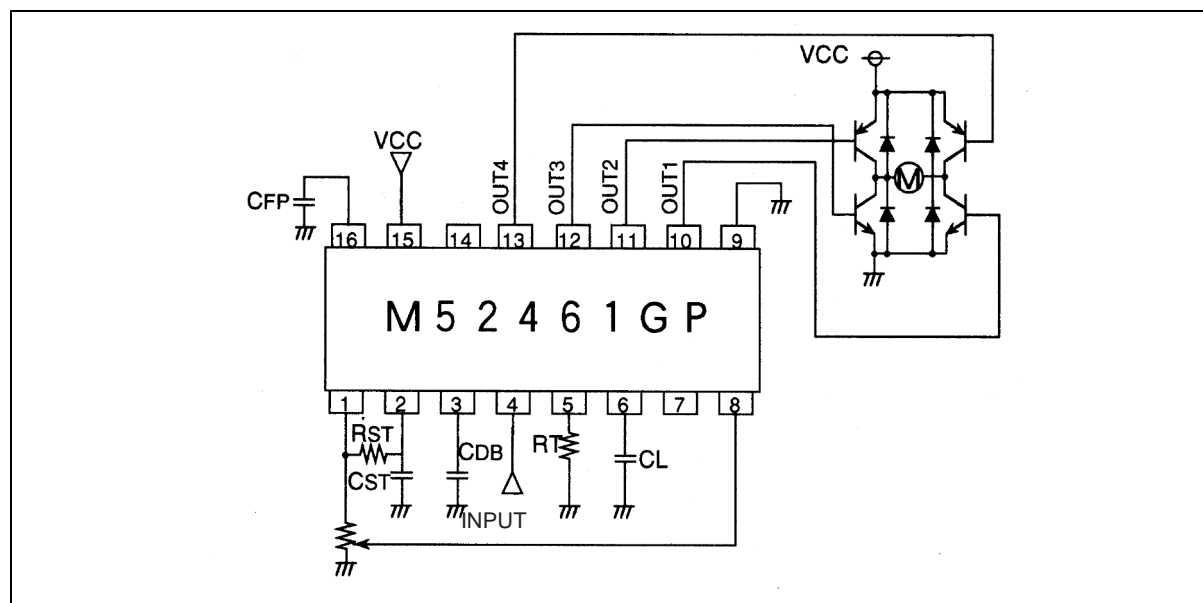 VCC
VCC
OUT4
OUT3
OUT2
OUT1
CFP
M
16
15
14
13
12
11
10
9
M52461GP
1
2
3
4
5
6
7
8
RST
CST
CDB
RT
CL
INPUT